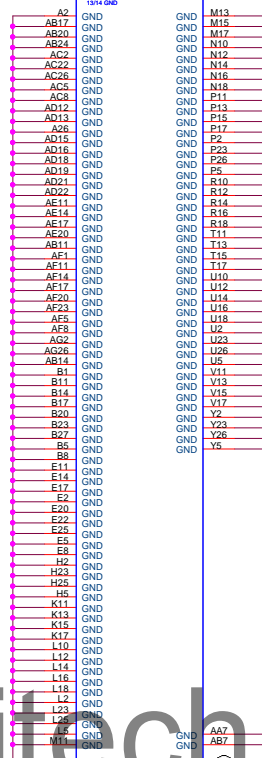 13/14 GND
A2 GND GND M13
AB17 GND GND M15
AB20 GND GND M17
AB24 GND GND N10
AC2 GND GND N12
AC22 GND GND N14
AC26 GND GND N16
AC5 GND GND N18
AC8 GND GND P11
AD12 GND GND P13
AD13 GND GND P15
A26 GND GND P17
AD15 GND GND P2
AD16 GND GND P23
AD18 GND GND P26
AD19 GND GND P5
AD21 GND GND R10
AD22 GND GND R12
AE11 GND GND R14
AE14 GND GND R16
AE17 GND GND R18
AE20 GND GND T11
AB11 GND GND T13
AF1 GND GND T15
AF11 GND GND T17
AF14 GND GND U10
AF17 GND GND U12
AF20 GND GND U14
AF23 GND GND U16
AF5 GND GND U18
AF8 GND GND U2
AG2 GND GND U23
AG26 GND GND U26
AB14 GND GND U5
B1 GND GND V11
B11 GND GND V13
B14 GND GND V15
B17 GND GND V17
B20 GND GND Y2
B23 GND GND Y23
B27 GND GND Y26
B5 GND GND Y5
B8 GND
E11 GND
E14 GND
E17 GND
E2 GND
E20 GND
E22 GND
E25 GND
E5 GND
E8 GND
H2 GND
H23 GND
H25 GND
H5 GND
K11 GND
K13 GND
K15 GND
K17 GND
L10 GND
L12 GND
L14 GND
L16 GND
L18 GND
L2 GND
L23 GND
L25 GND
L5 GND GND AA7
M11 GND GND AB7
itech